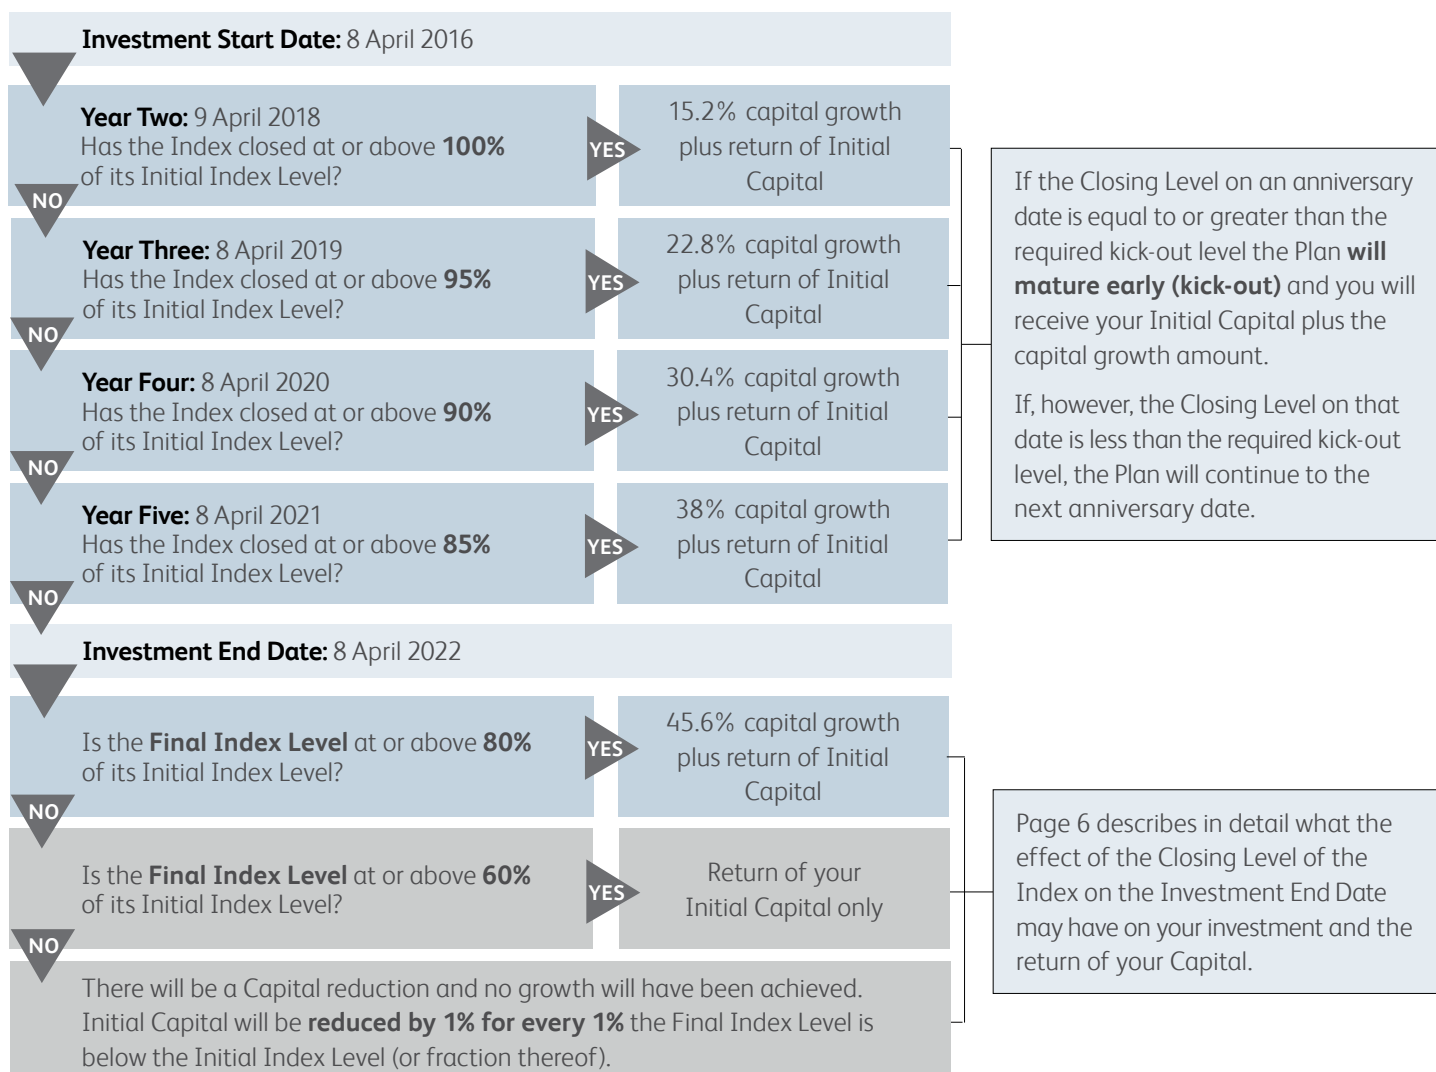 Investment Start Date: 8 April 2016
Year Two: 9 April 2018
Has the Index closed at or above 100%
of its Initial Index Level?
YES
15.2% capital growth
plus return of Initial
Capital
NO
Year Three: 8 April 2019
Has the Index closed at or above 95%
of its Initial Index Level?
YES
22.8% capital growth
plus return of Initial
Capital
NO
Year Four: 8 April 2020
Has the Index closed at or above 90%
of its Initial Index Level?
YES
30.4% capital growth
plus return of Initial
Capital
NO
Year Five: 8 April 2021
Has the Index closed at or above 85%
of its Initial Index Level?
YES
38% capital growth
plus return of Initial
Capital
NO
If the Closing Level on an anniversary
date is equal to or greater than the
required kick-out level the Plan will
mature early (kick-out) and you will
receive your Initial Capital plus the
capital growth amount.
If, however, the Closing Level on that
date is less than the required kick-out
level, the Plan will continue to the
next anniversary date.
Investment End Date: 8 April 2022
Is the Final Index Level at or above 80%
of its Initial Index Level?
YES
45.6% capital growth
plus return of Initial
Capital
NO
Is the Final Index Level at or above 60%
of its Initial Index Level?
YES
Return of your
Initial Capital only
NO
There will be a Capital reduction and no growth will have been achieved.
Initial Capital will be reduced by 1% for every 1% the Final Index Level is
below the Initial Index Level (or fraction thereof).
Page 6 describes in detail what the
effect of the Closing Level of the
Index on the Investment End Date
may have on your investment and the
return of your Capital.